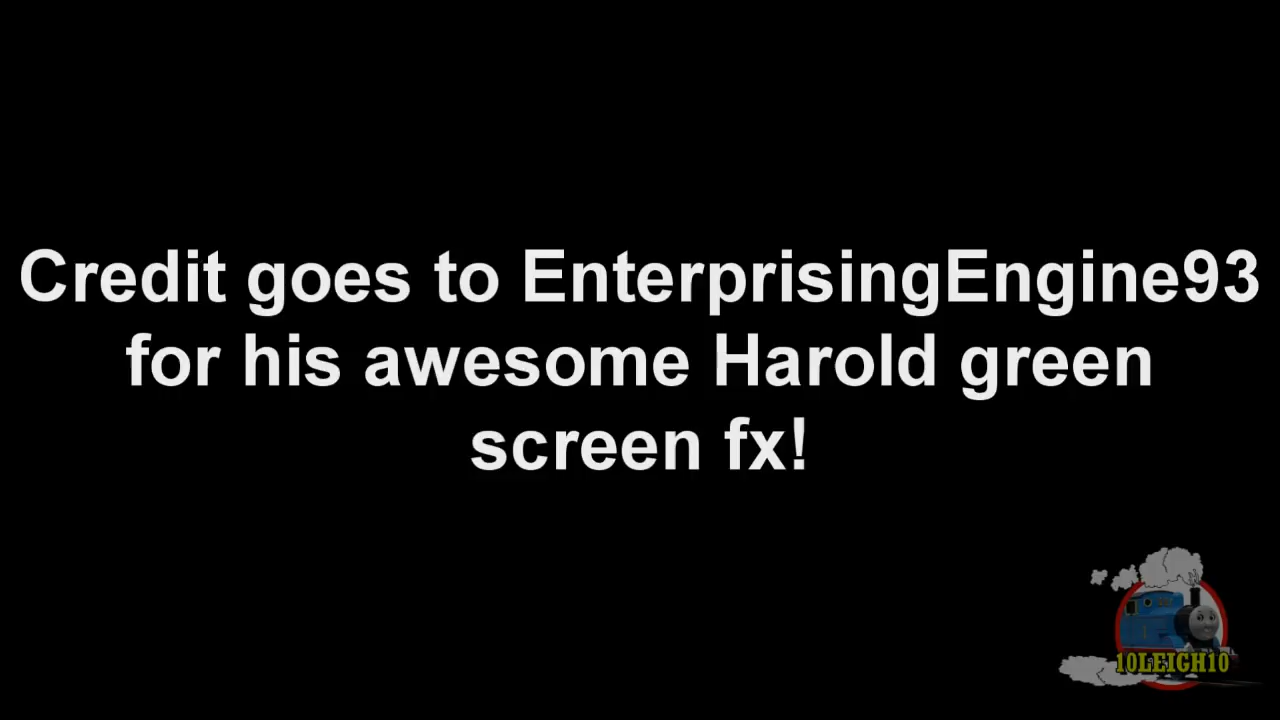 Credit goes to EnterprisingEngine93
for his awesome Harold green
screen fx!
10LEIGH10